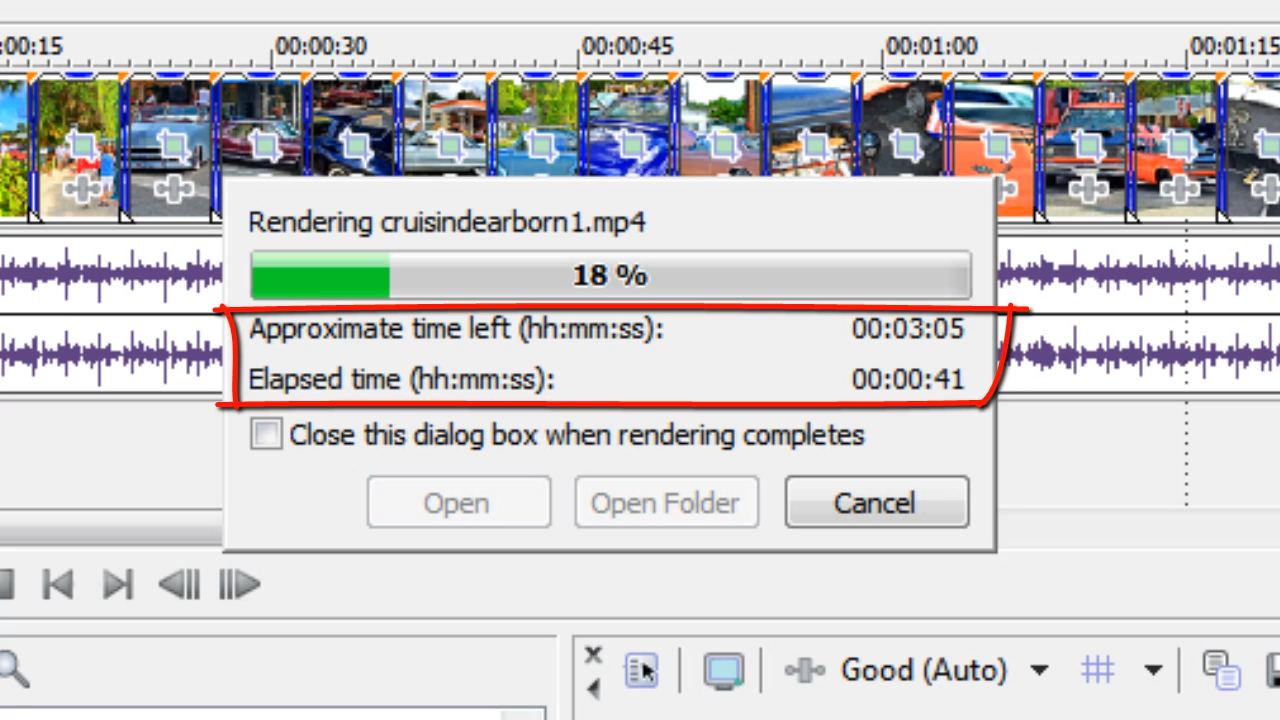 :00:15 00:00:30 00:00:45 00:01:00 00:01:15
Rendering cruisindearborn1.mp4
18 %
Approximate time left (hh:mm:ss): 00:03:05
Elapsed time (hh:mm:ss): 00:00:41
Close this dialog box when rendering completes
Open Open Folder Cancel
Good (Auto)